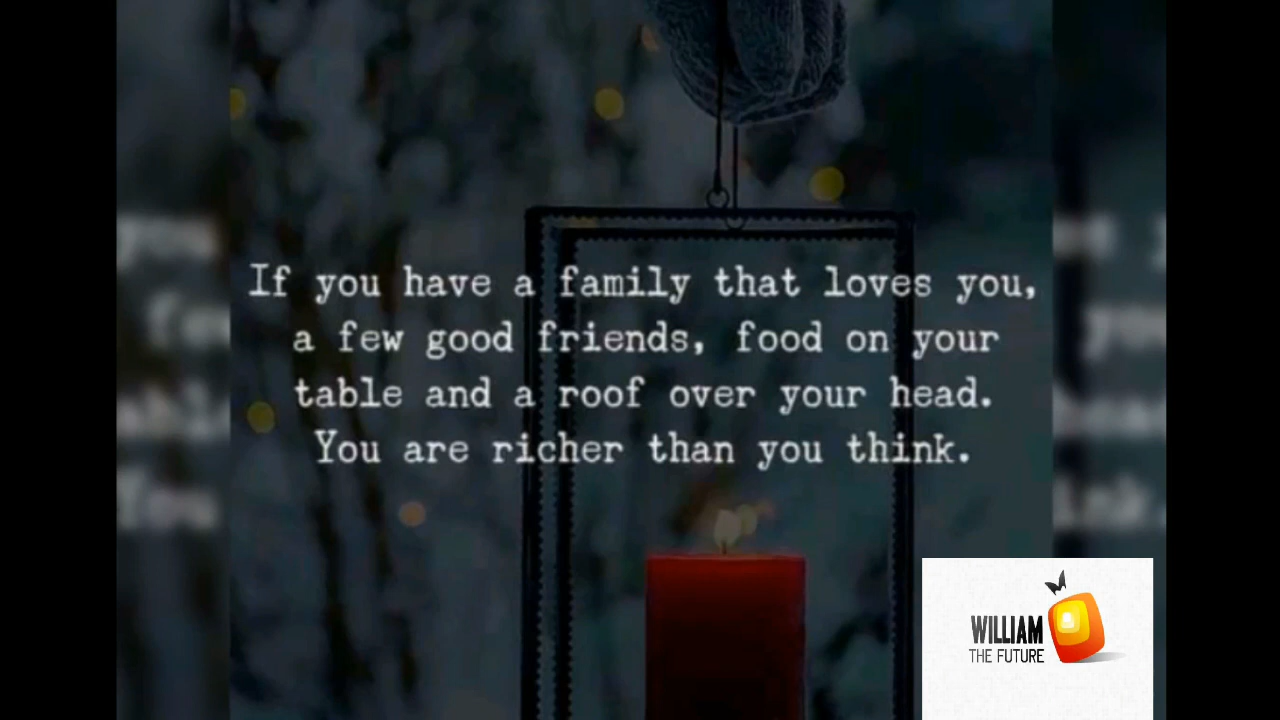 If you have a family that loves you,
a few good friends, food on your
table and a roof over your head.
You are richer than you think.
WILLIAM
THE FUTURE